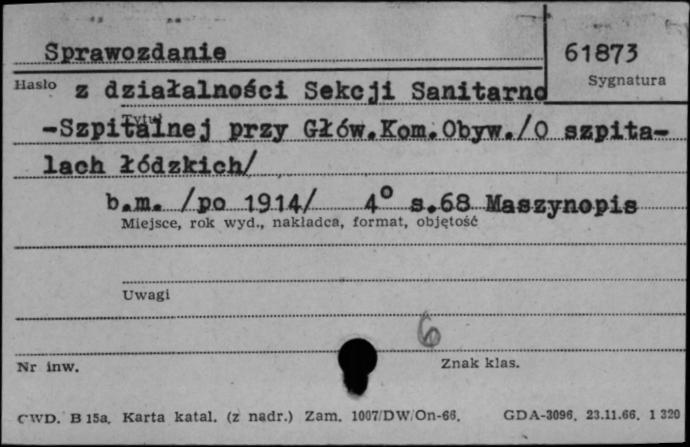 Sprawozdanie
61873
Hasło
Sygnatura
z działalności Sekcji Sanitarno
Tytuł
-Szpitalnej przy Głów.Kom.Obyw./O szpita-
lach łódzkich/
b.m. /po 1914/ 4° s.68 Maszynopis
Miejsce, rok wyd., nakładca, format, objętość
Uwagi
6
Nr inw.
Znak klas.
CWD. B 15a. Karta katal. (z nadr.) Zam. 1007/DW/On-66. GDA-3096. 23.11.66. 1 320